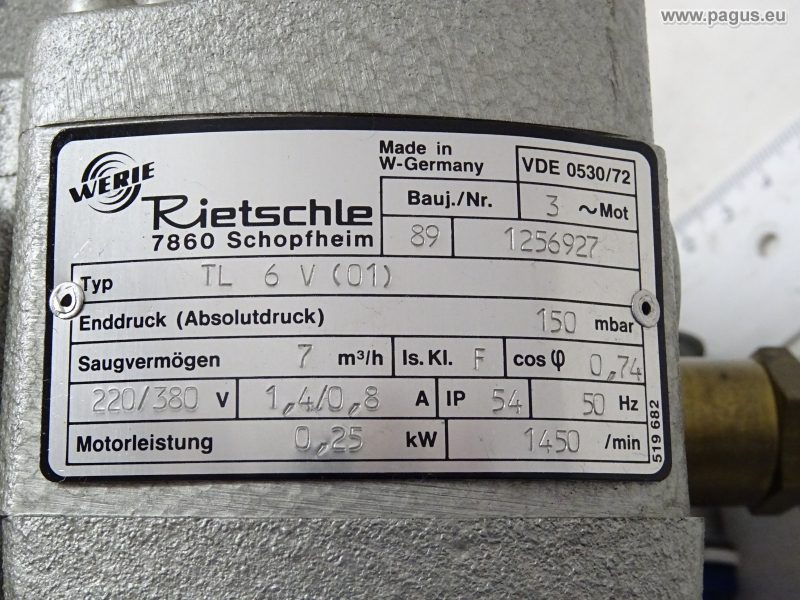 www.pagus.eu
WERIE
Rietschle
7860 Schopfheim
Made in
W-Germany
VDE 0530/72
Bauj./Nr. 3 ~Mot
89 1256927
Typ TL 6 V (01)
Enddruck (Absolutdruck) 150 mbar
Saugvermögen 7 m³/h Is. Kl. F cos φ 0,74
220/380 V 1,4/0,8 A IP 54 50 Hz
Motorleistung 0,25 kW 1450 /min
519 682